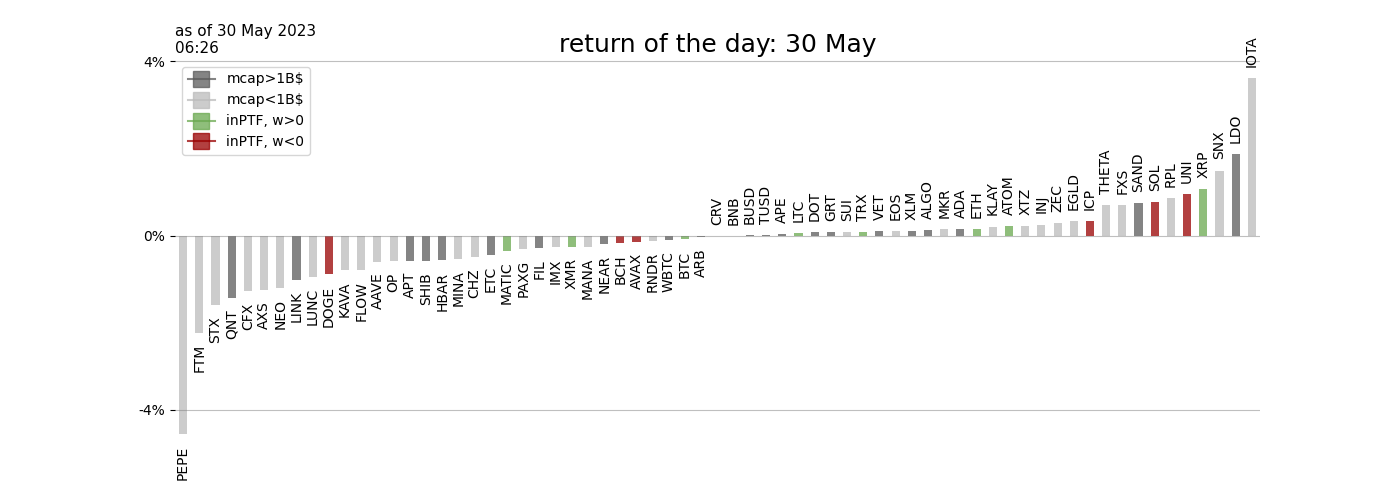 as of 30 May 2023
06:26
return of the day: 30 May
4%
0%
-4%
mcap>1B$
mcap<1B$
inPTF, w>0
inPTF, w<0
PEPE
FTM
STX
QNT
CFX
AXS
NEO
LINK
LUNC
DOGE
KAVA
FLOW
AAVE
OP
APT
SHIB
HBAR
MINA
CHZ
ETC
MATIC
PAXG
FIL
IMX
XMR
MANA
NEAR
BCH
AVAX
RNDR
WBTC
BTC
ARB
CRV
BNB
BUSD
TUSD
APE
LTC
DOT
GRT
SUI
TRX
VET
EOS
XLM
ALGO
MKR
ADA
ETH
KLAY
ATOM
XTZ
INJ
ZEC
EGLD
ICP
THETA
FXS
SAND
SOL
RPL
UNI
XRP
SNX
LDO
IOTA